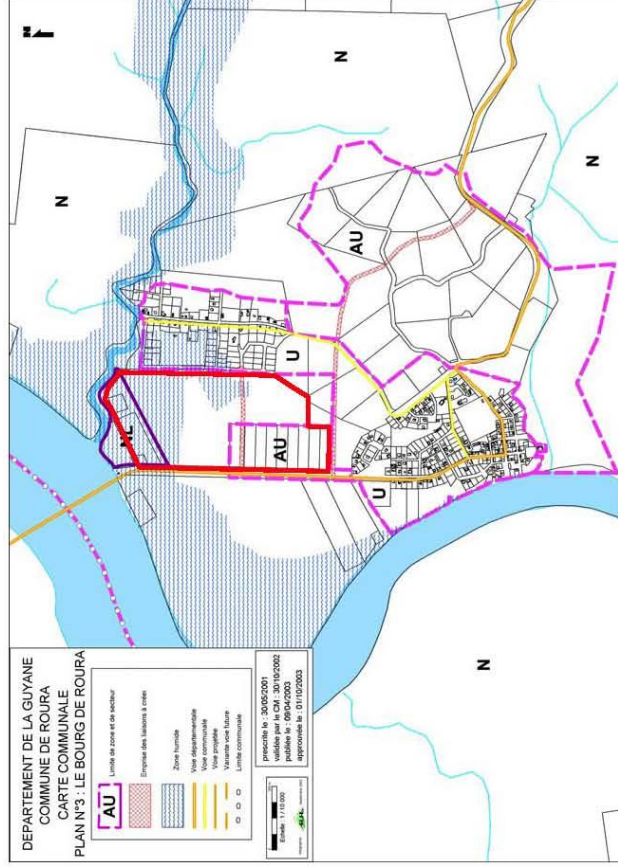 DEPARTEMENT DE LA GUYANE
COMMUNE DE ROURA
CARTE COMMUNALE
PLAN N°3 : LE BOURG DE ROURA
AU
Limite de zone et de secteur
Emprise des liaisons à créer
Zone humide
Voie départementale
Voie communale
Voie projetée
Variante voie future
Limite communale
prescrite le : 30/05/2001
validée par le CM : 30/10/2002
publiée le : 09/04/2003
approuvée le : 01/10/2003
Echelle : 1 / 10 000
N
N
N
N
N
NL
AU
AU
U
U